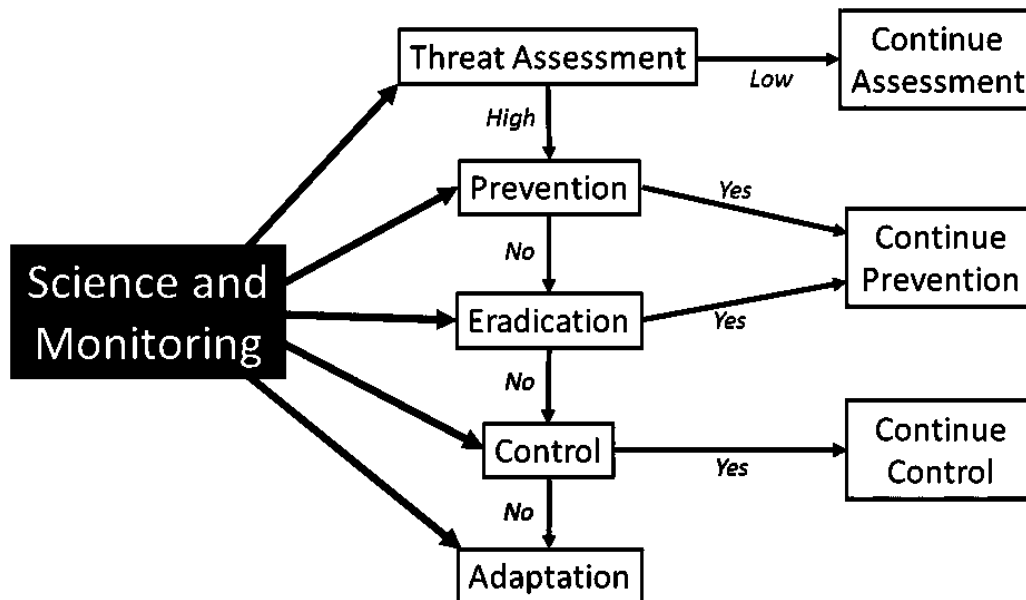 Threat Assessment
Low
Continue
Assessment
High
Prevention
Yes
Continue
Prevention
No
Science and
Monitoring
Eradication
Yes
No
Control
Yes
Continue
Control
No
Adaptation